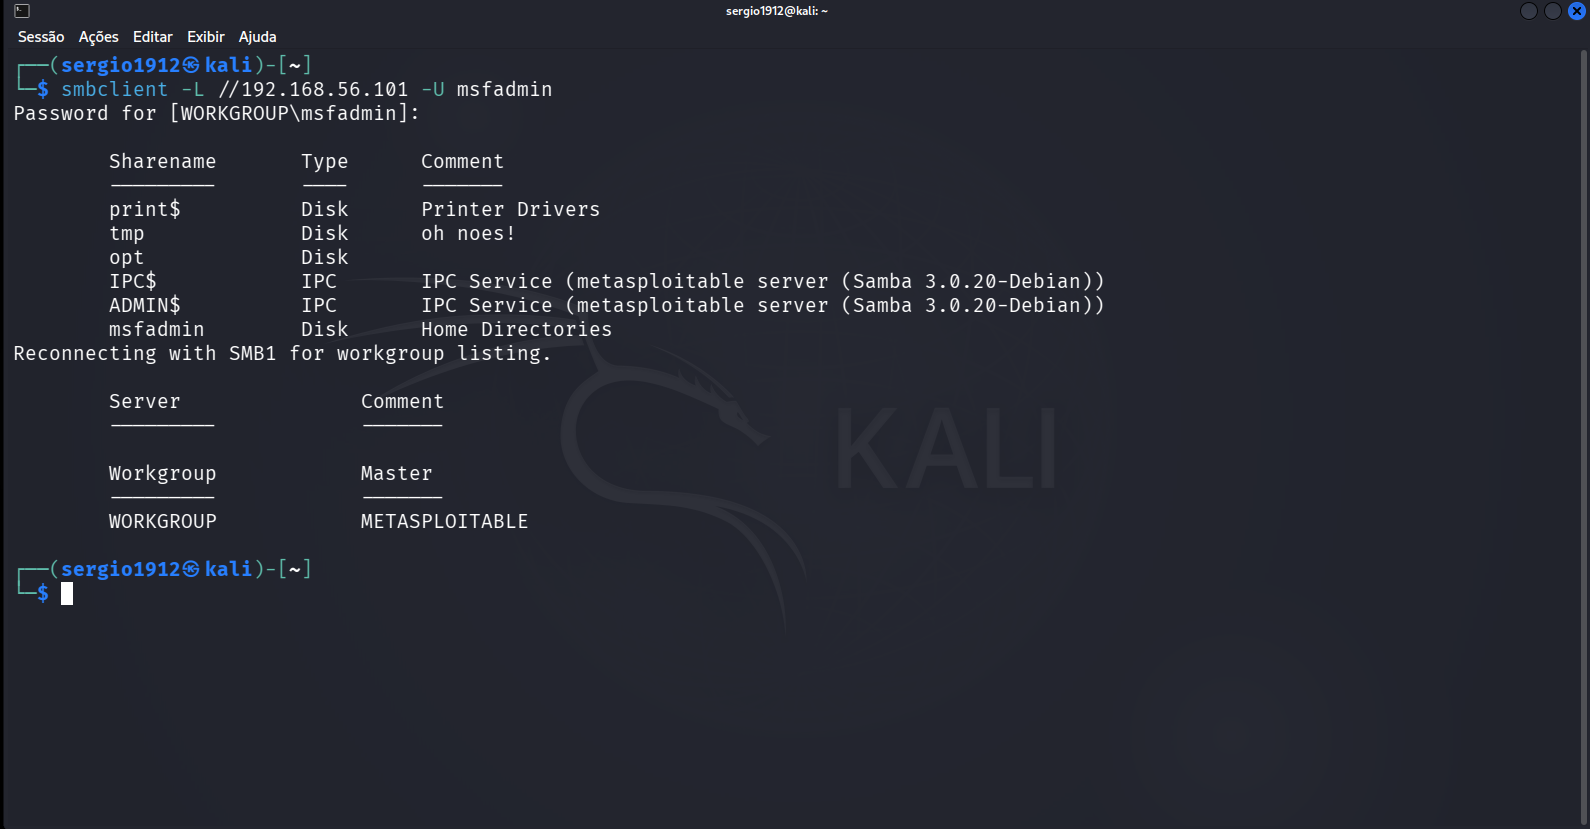 sergio1912@kali: ~
Sessão Ações Editar Exibir Ajuda
┌──(sergio1912㉿kali)-[~]
└─$ smbclient -L //192.168.56.101 -U msfadmin
Password for [WORKGROUP\msfadmin]:
Sharename Type Comment
--------- ---- -------
print$ Disk Printer Drivers
tmp Disk oh noes!
opt Disk
IPC$ IPC IPC Service (metasploitable server (Samba 3.0.20-Debian))
ADMIN$ IPC IPC Service (metasploitable server (Samba 3.0.20-Debian))
msfadmin Disk Home Directories
Reconnecting with SMB1 for workgroup listing.
Server Comment
--------- -------
Workgroup Master
--------- -------
WORKGROUP METASPLOITABLE
┌──(sergio1912㉿kali)-[~]
└─$
KALI